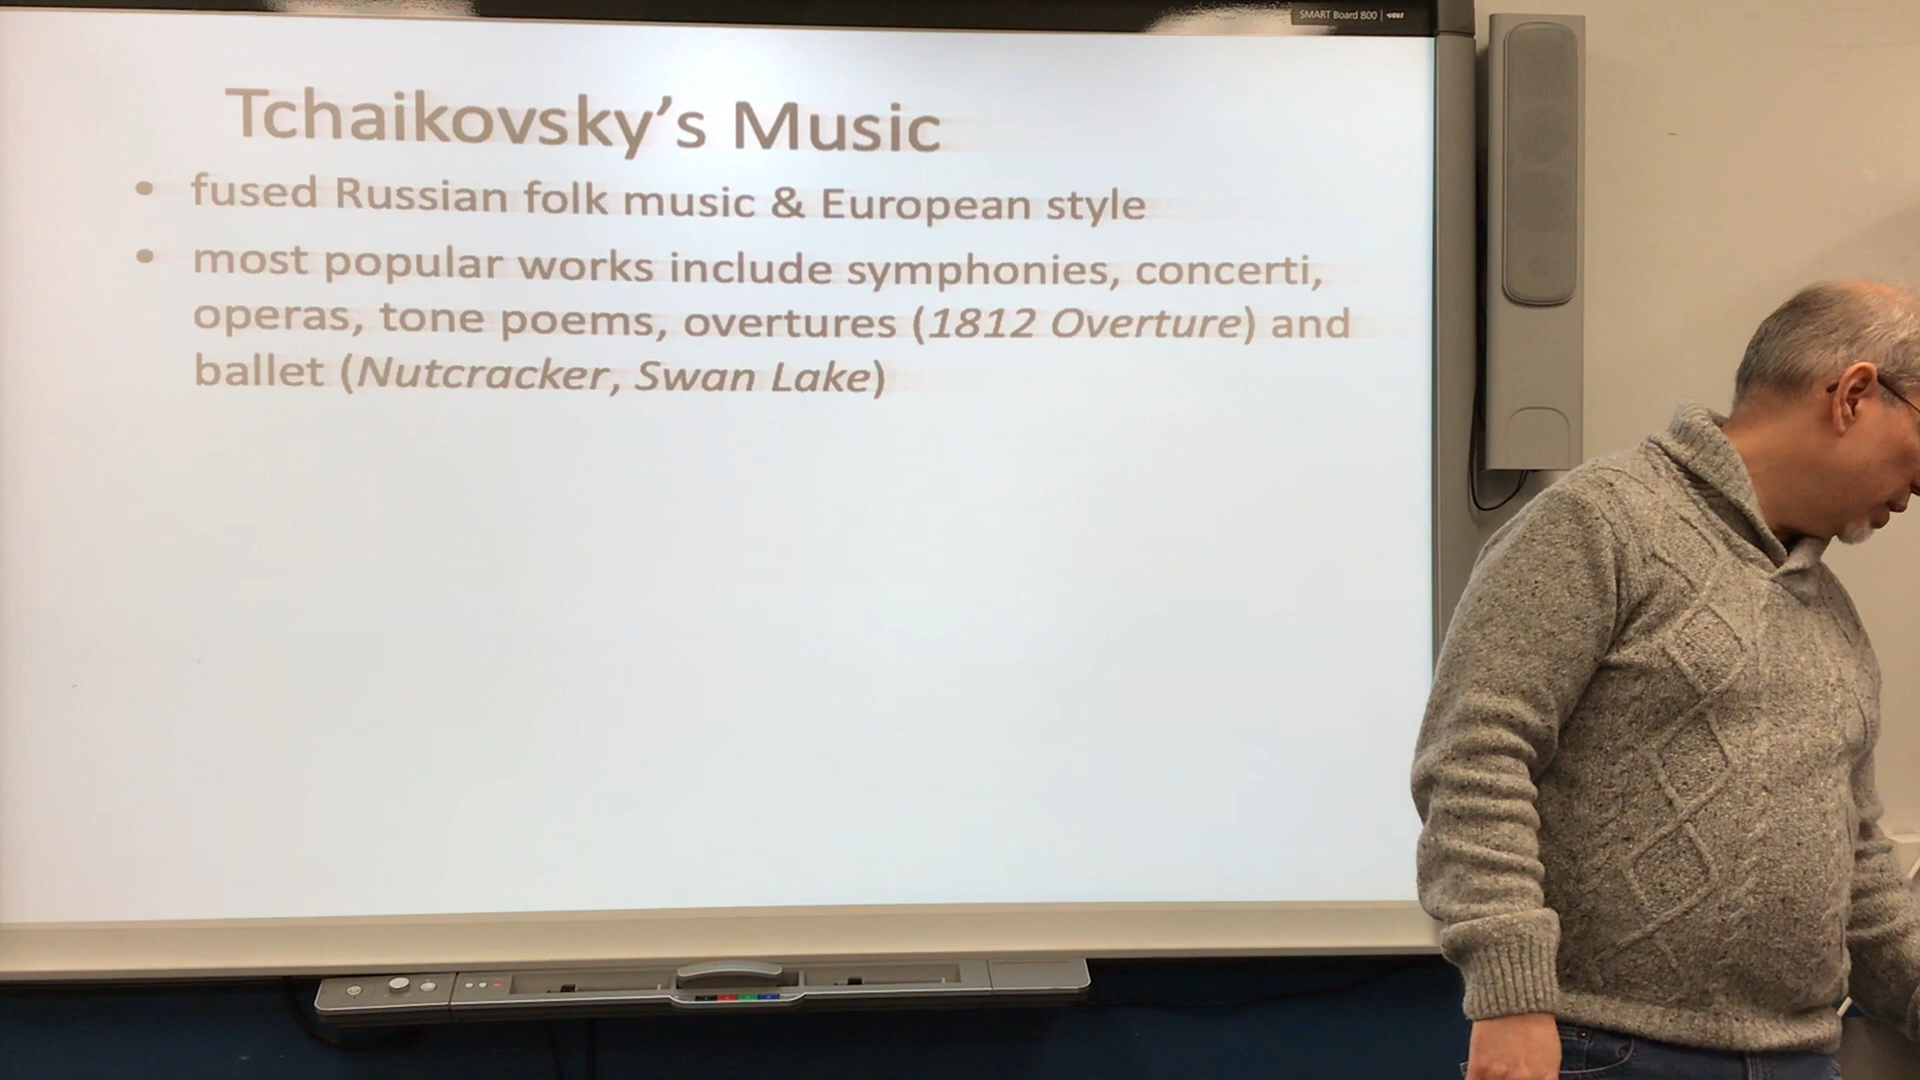 SMART Board 800
Tchaikovsky's Music
• fused Russian folk music & European style
• most popular works include symphonies, concerti,
operas, tone poems, overtures (1812 Overture) and
ballet (Nutcracker, Swan Lake)